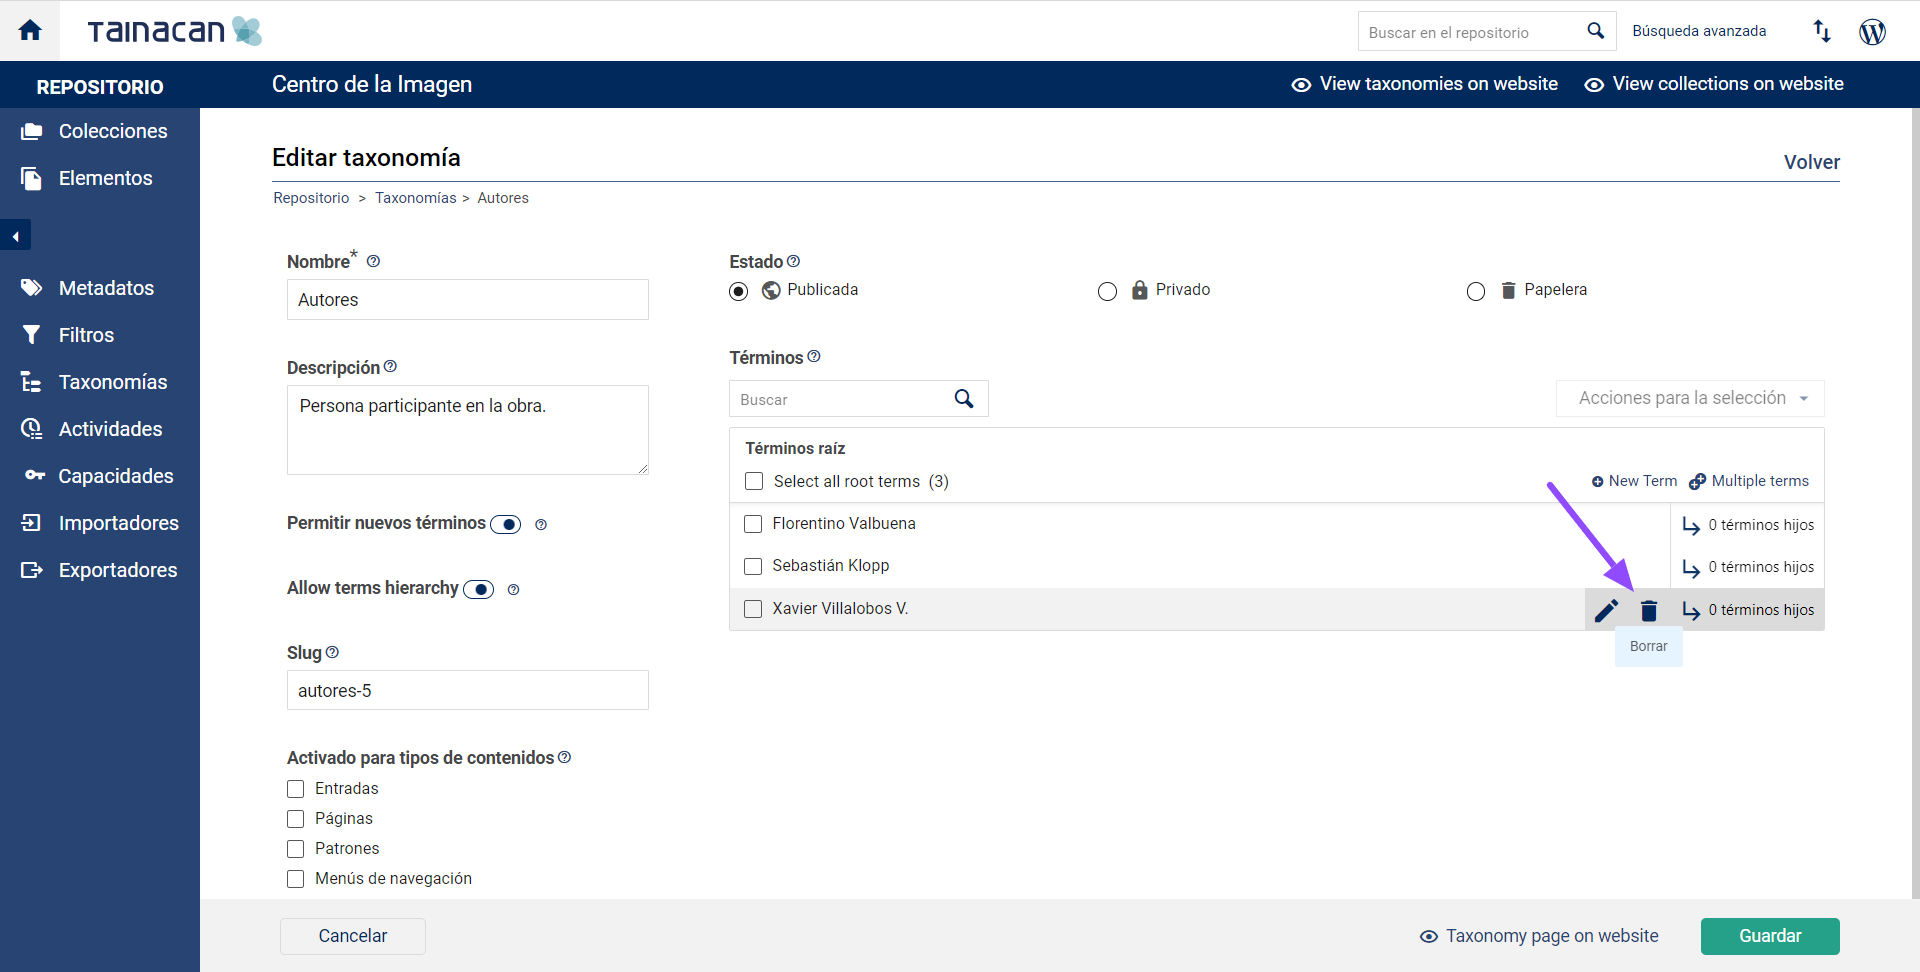 Tainacan
Buscar en el repositorio
Búsqueda avanzada
REPOSITORIO
Centro de la Imagen
View taxonomies on website
View collections on website
Colecciones
Elementos
Metadatos
Filtros
Taxonomías
Actividades
Capacidades
Importadores
Exportadores
Editar taxonomía
Volver
Repositorio > Taxonomías > Autores
Nombre*
Autores
Descripción
Persona participante en la obra.
Permitir nuevos términos
Allow terms hierarchy
Slug
autores-5
Activado para tipos de contenidos
Entradas
Páginas
Patrones
Menús de navegación
Estado
Publicada
Privado
Papelera
Términos
Buscar
Acciones para la selección
Términos raíz
Select all root terms (3)
New Term
Multiple terms
Florentino Valbuena
0 términos hijos
Sebastián Klopp
0 términos hijos
Xavier Villalobos V.
0 términos hijos
Borrar
Cancelar
Taxonomy page on website
Guardar